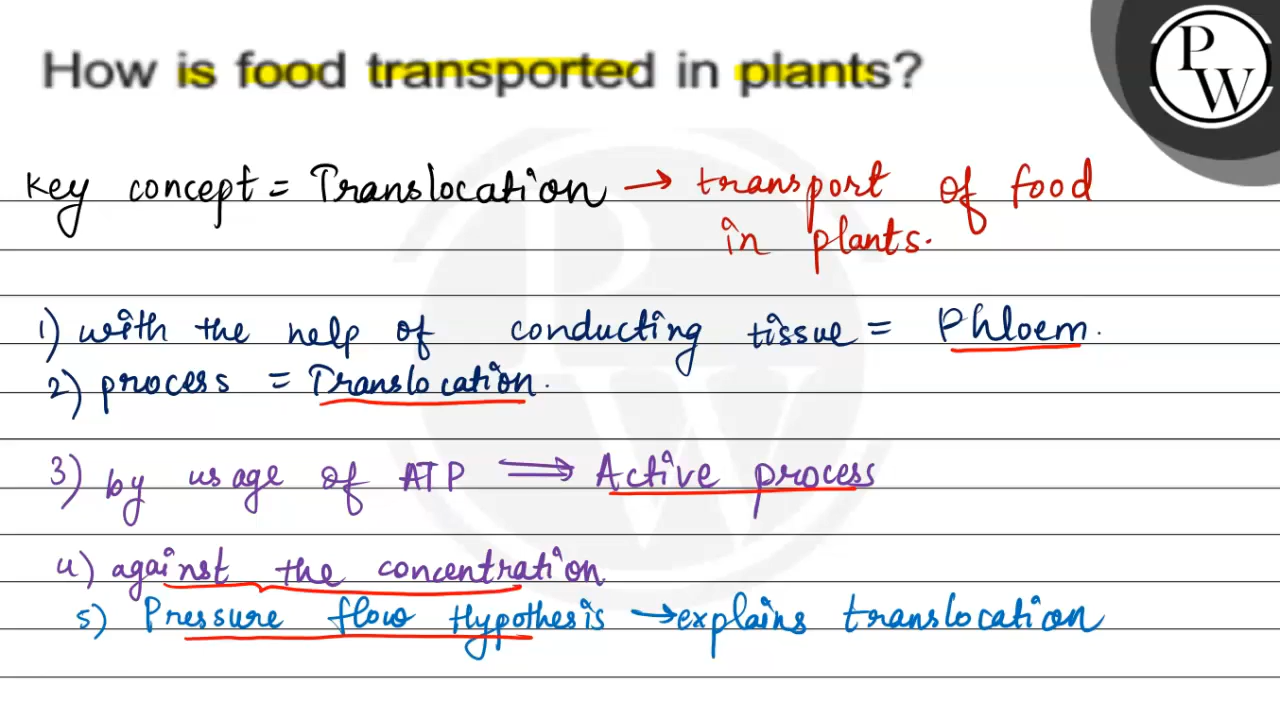 How is food transported in plants?
PW
Key concept = Translocation → transport of food
in plants.
1) with the help of conducting tissue = Phloem.
2) process = Translocation.
3) by usage of ATP ⟹ Active process
4) against the concentration
5) Pressure flow Hypothesis → explains translocation